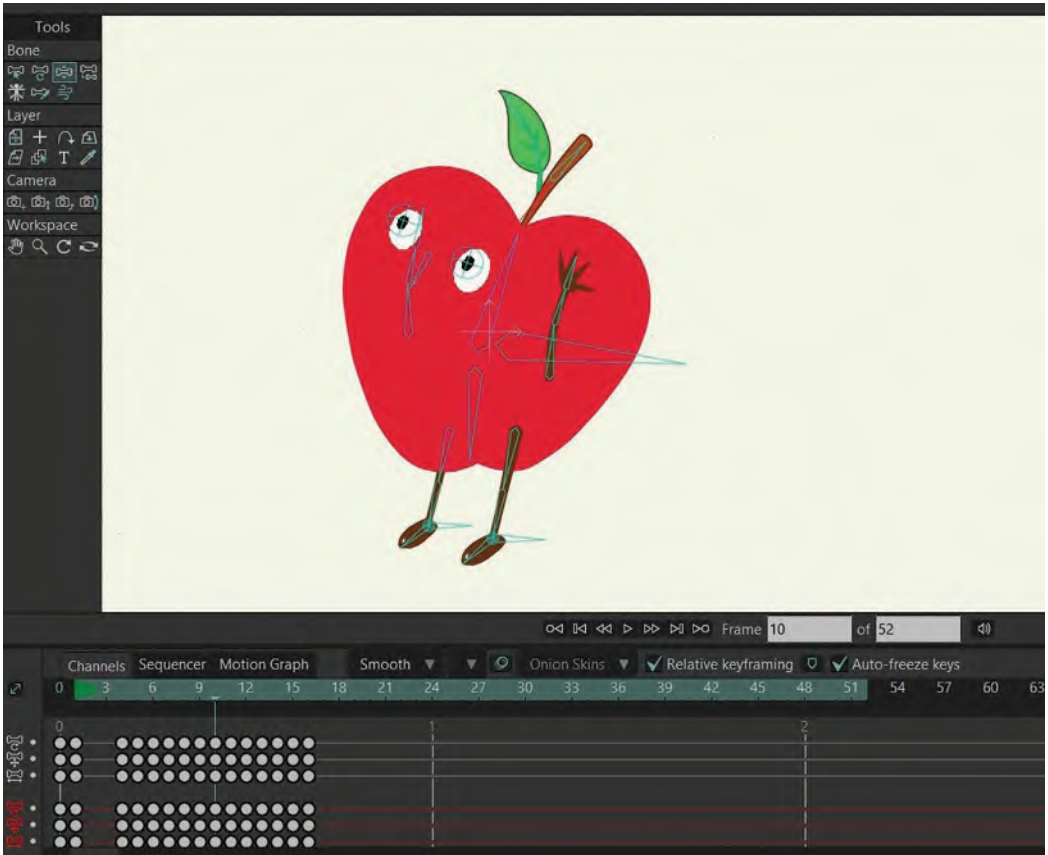 Tools
Bone
Layer
T
Camera
Workspace
Frame 10 of 52
Channels Sequencer Motion Graph Smooth Onion Skins Relative keyframing Auto-freeze keys
0 3 6 9 12 15 18 21 24 27 30 33 36 39 42 45 48 51 54 57 60 63
0 1 2